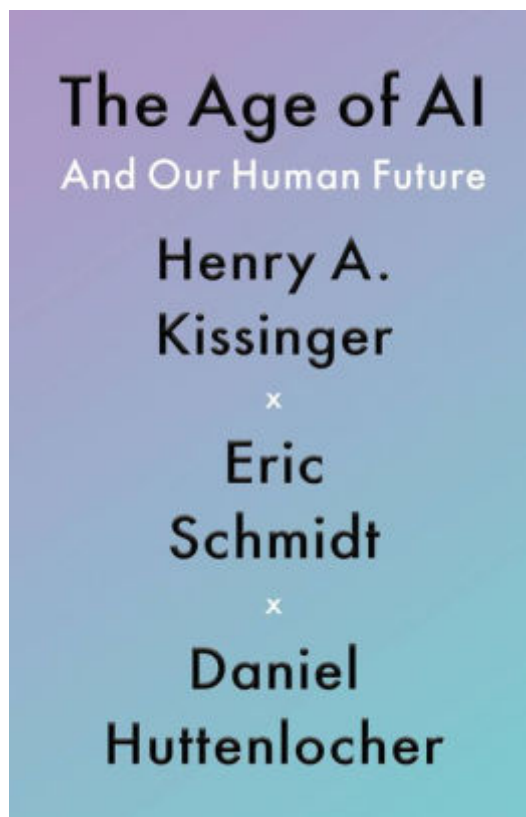 The Age of AI
And Our Human Future
Henry A.
Kissinger
x
Eric
Schmidt
x
Daniel
Huttenlocher